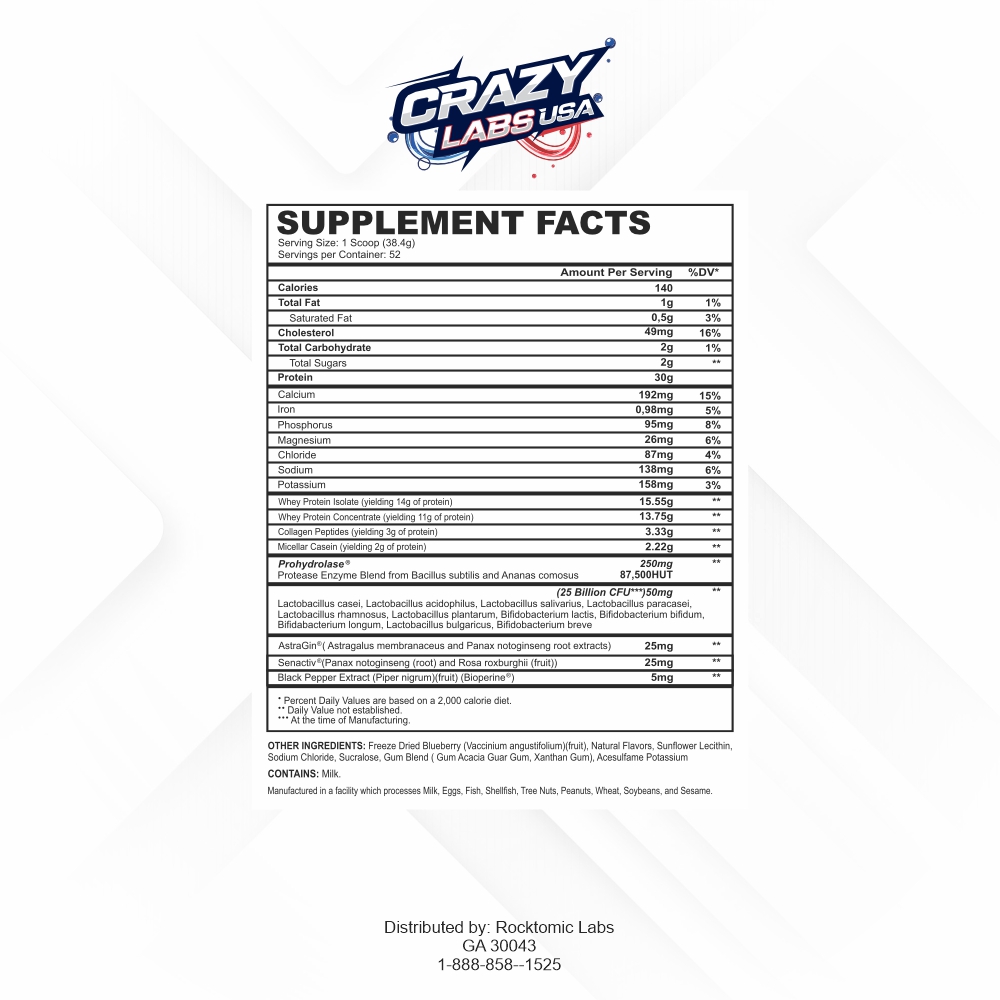 CRAZY
LABS USA
SUPPLEMENT FACTS
Serving Size: 1 Scoop (38.4g)
Servings per Container: 52
Amount Per Serving %DV*
Calories 140
Total Fat 1g 1%
Saturated Fat 0,5g 3%
Cholesterol 49mg 16%
Total Carbohydrate 2g 1%
Total Sugars 2g **
Protein 30g
Calcium 192mg 15%
Iron 0,98mg 5%
Phosphorus 95mg 8%
Magnesium 26mg 6%
Chloride 87mg 4%
Sodium 138mg 6%
Potassium 158mg 3%
Whey Protein Isolate (yielding 14g of protein) 15.55g **
Whey Protein Concentrate (yielding 11g of protein) 13.75g **
Collagen Peptides (yielding 3g of protein) 3.33g **
Micellar Casein (yielding 2g of protein) 2.22g **
Prohydrolase® 250mg **
Protease Enzyme Blend from Bacillus subtilis and Ananas comosus 87,500HUT
(25 Billion CFU***)50mg **
Lactobacillus casei, Lactobacillus acidophilus, Lactobacillus salivarius, Lactobacillus paracasei,
Lactobacillus rhamnosus, Lactobacillus plantarum, Bifidobacterium lactis, Bifidobacterium bifidum,
Bifidabacterium longum, Lactobacillus bulgaricus, Bifidobacterium breve
AstraGin®( Astragalus membranaceus and Panax notoginseng root extracts) 25mg **
Senactiv®(Panax notoginseng (root) and Rosa roxburghii (fruit)) 25mg **
Black Pepper Extract (Piper nigrum)(fruit) (Bioperine®) 5mg **
* Percent Daily Values are based on a 2,000 calorie diet.
** Daily Value not established.
*** At the time of Manufacturing.
OTHER INGREDIENTS: Freeze Dried Blueberry (Vaccinium angustifolium)(fruit), Natural Flavors, Sunflower Lecithin,
Sodium Chloride, Sucralose, Gum Blend ( Gum Acacia Guar Gum, Xanthan Gum), Acesulfame Potassium
CONTAINS: Milk.
Manufactured in a facility which processes Milk, Eggs, Fish, Shellfish, Tree Nuts, Peanuts, Wheat, Soybeans, and Sesame.
Distributed by: Rocktomic Labs
GA 30043
1-888-858--1525